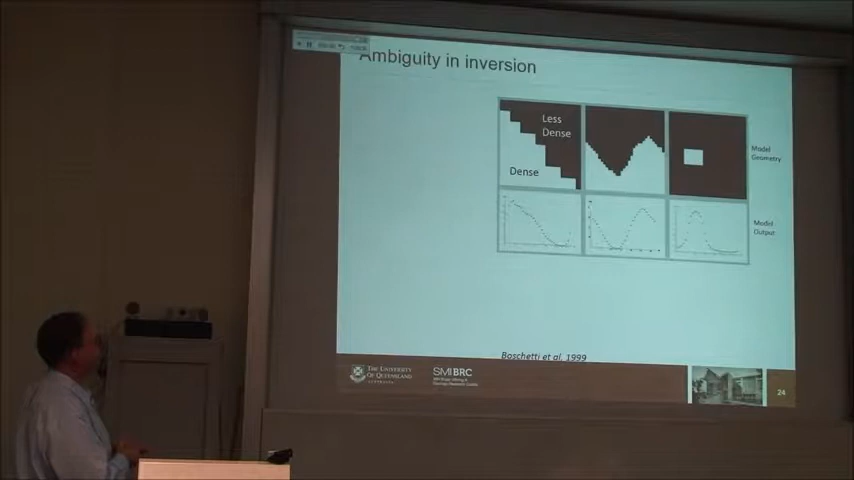 Ambiguity in inversion
Less
Dense
Dense
Model
Geometry
Model
Output
Boschetti et al, 1999
THE UNIVERSITY
OF QUEENSLAND
AUSTRALIA
SMI BRC
24